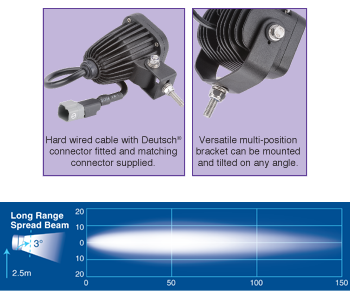 Hard wired cable with Deutsch®
connector fitted and matching
connector supplied.
Versatile multi-position
bracket can be mounted
and tilted on any angle.
Long Range
Spread Beam
3°
2.5m
20
10
0
10
20
0
50
100
150